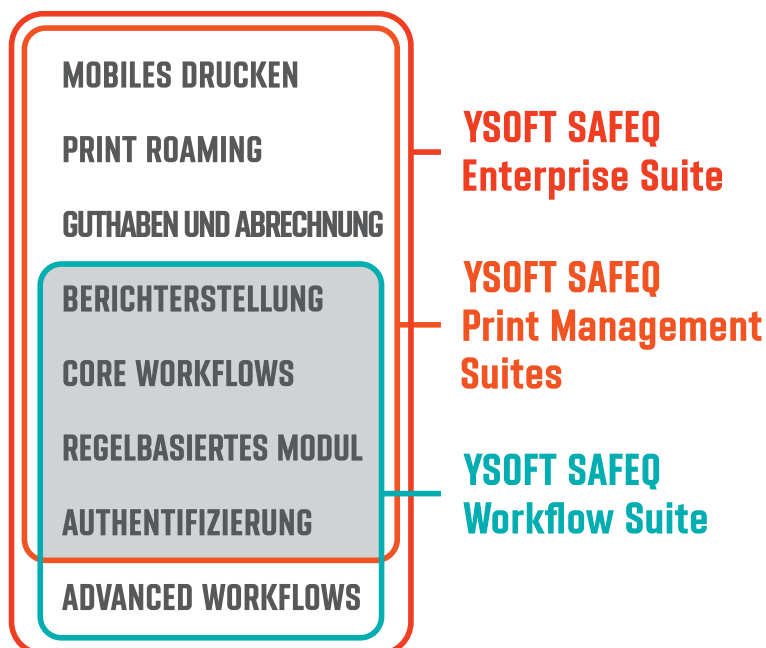 MOBILES DRUCKEN
PRINT ROAMING
GUTHABEN UND ABRECHNUNG
BERICHTERSTELLUNG
CORE WORKFLOWS
REGELBASIERTES MODUL
AUTHENTIFIZIERUNG
ADVANCED WORKFLOWS
YSOFT SAFEQ
Enterprise Suite
YSOFT SAFEQ
Print Management
Suites
YSOFT SAFEQ
Workflow Suite